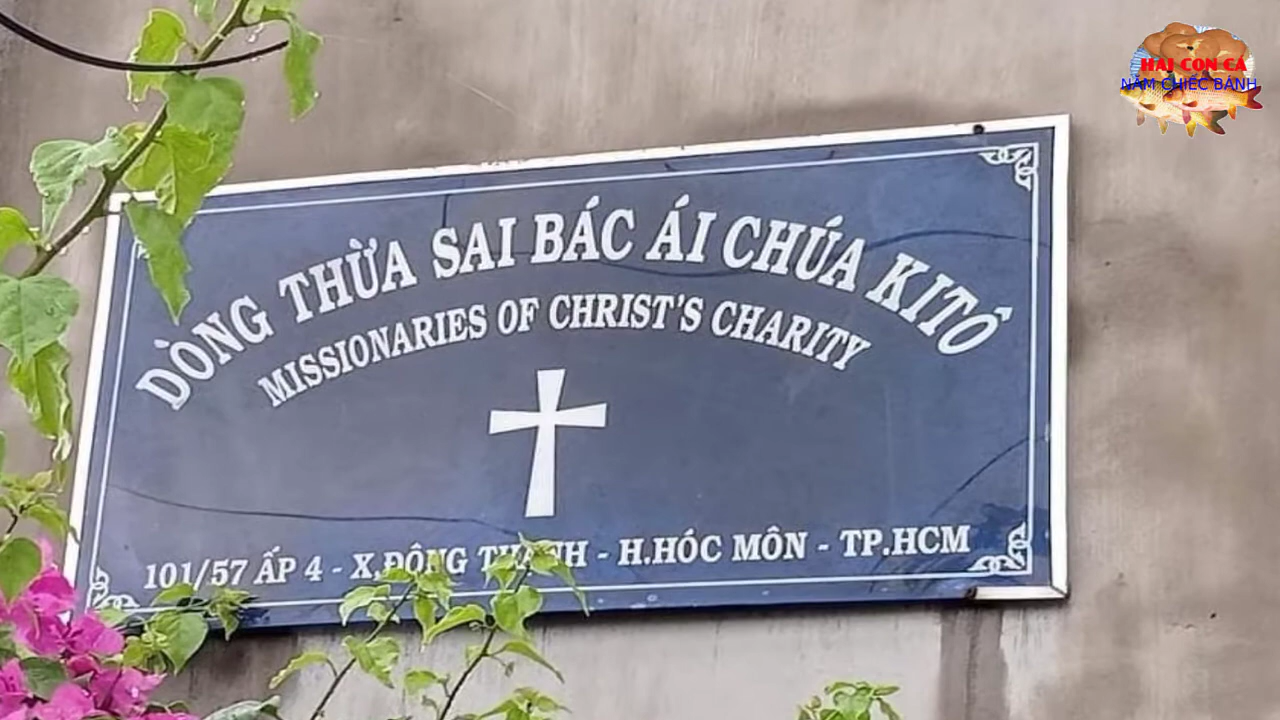 HAI CON CÁ
NĂM CHIẾC BÁNH
DÒNG THỪA SAI BÁC ÁI CHÚA KITÔ
MISSIONARIES OF CHRIST'S CHARITY
101/57 ẤP 4 - X.ĐÔNG THẠNH - H.HÓC MÔN - TP.HCM